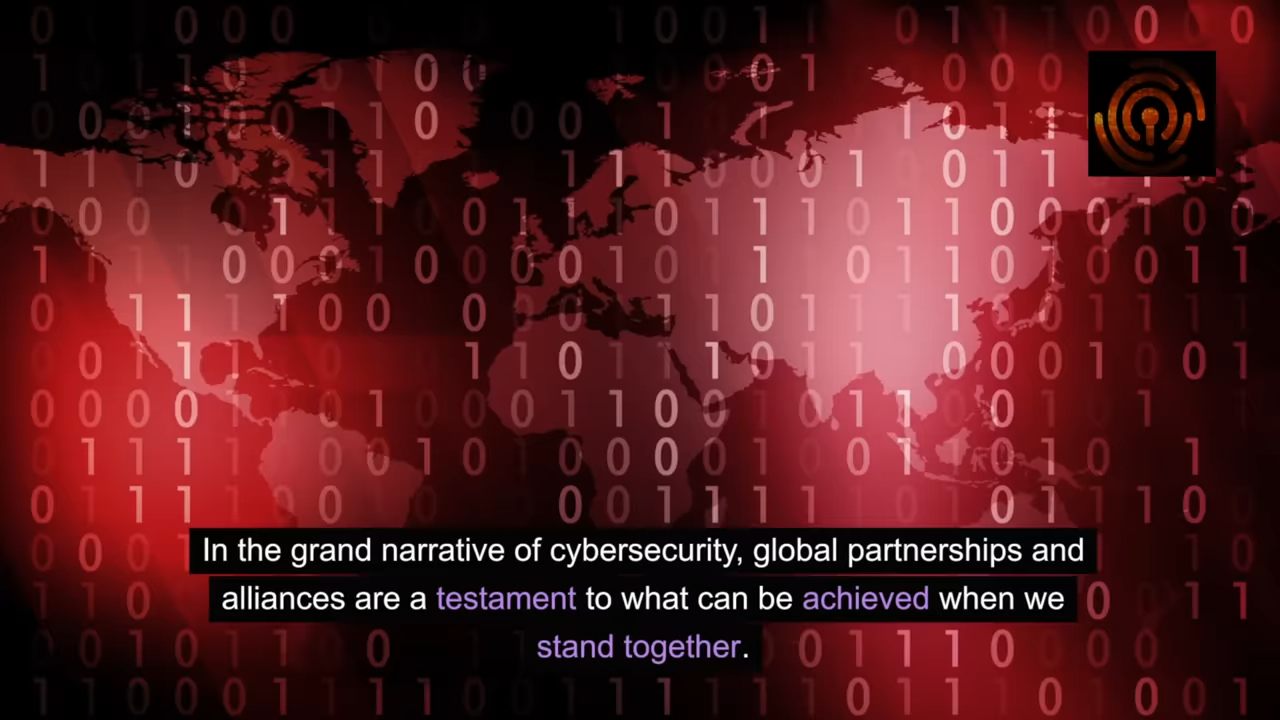 In the grand narrative of cybersecurity, global partnerships and
alliances are a testament to what can be achieved when we
stand together.